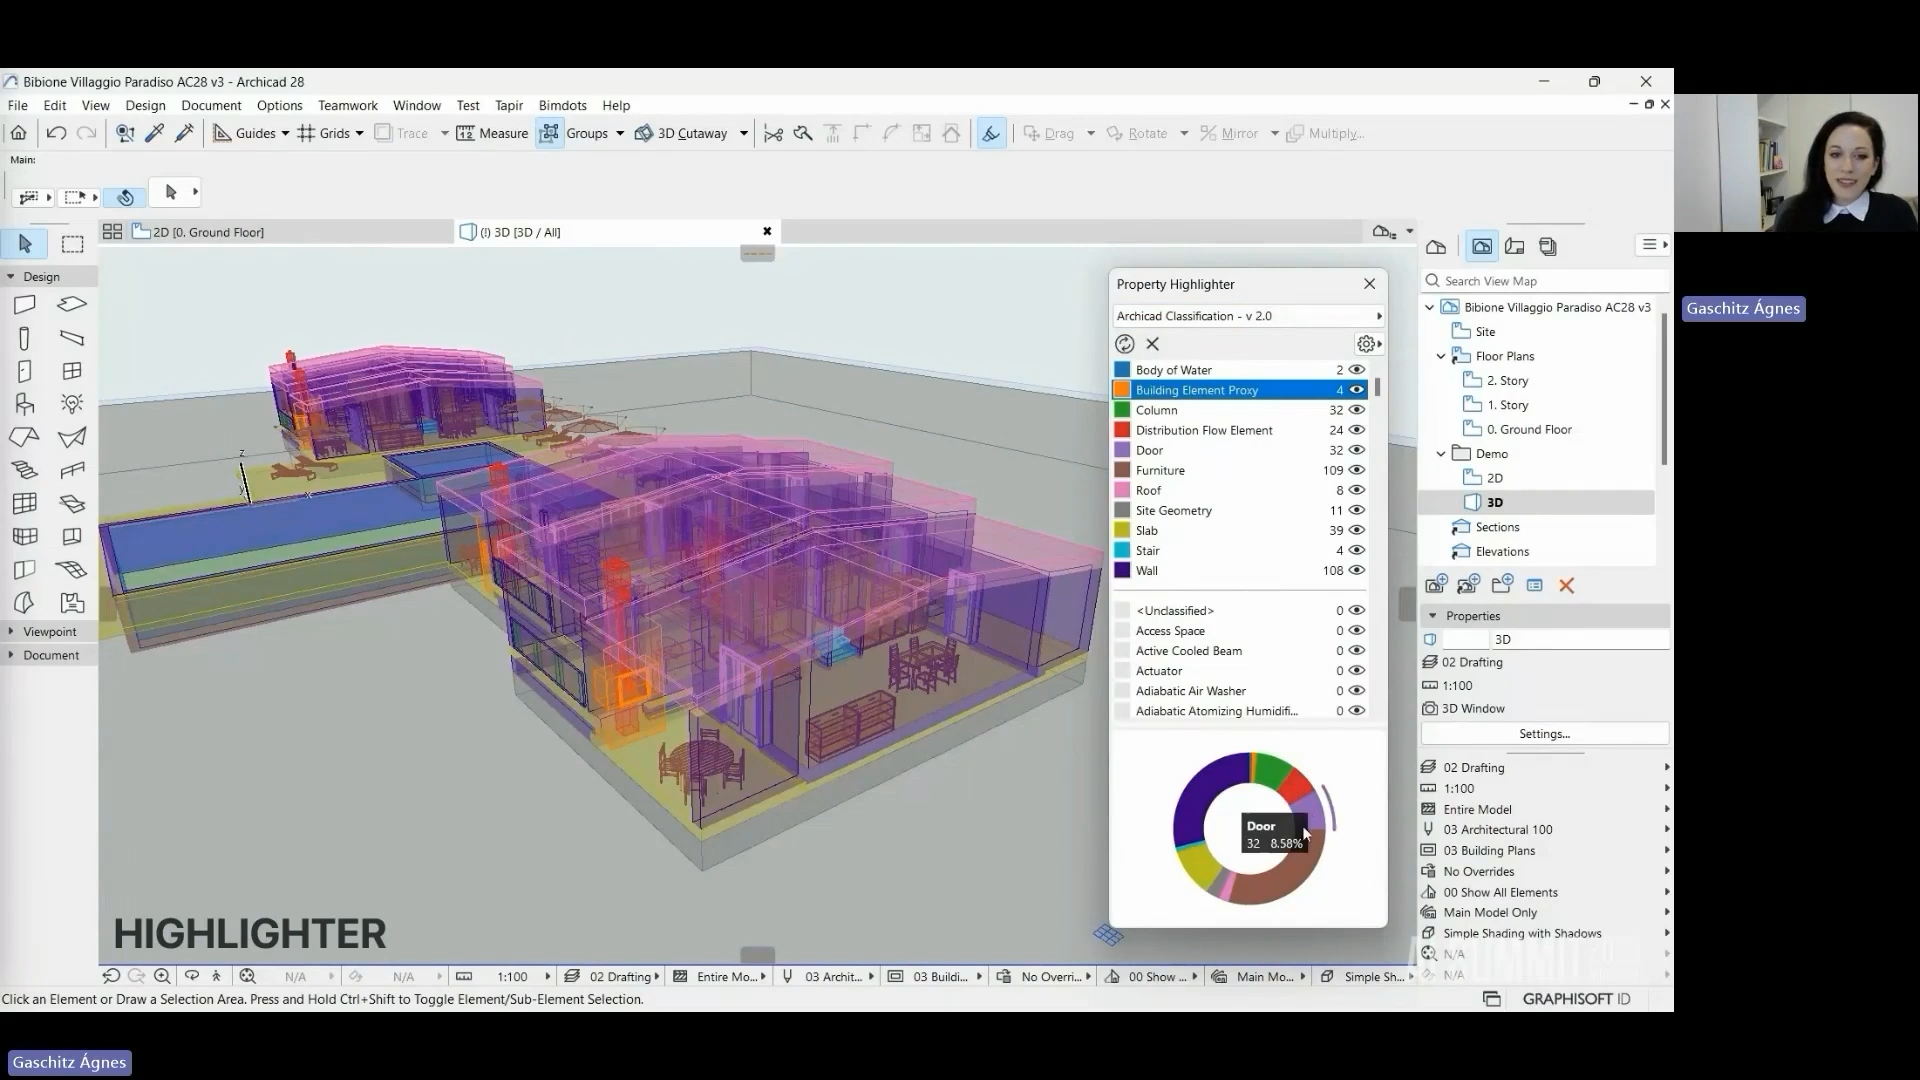 Bibione Villaggio Paradiso AC28 v3 - Archicad 28
File Edit View Design Document Options Teamwork Window Test Tapir Bimdots Help
Guides Grids Trace Measure Groups 3D Cutaway Drag Rotate Mirror Multiply...
Main:
2D [0. Ground Floor]
(!) 3D [3D / All]
Design
Viewpoint
Document
Property Highlighter
Archicad Classification - v 2.0
Body of Water 2
Building Element Proxy 4
Column 32
Distribution Flow Element 24
Door 32
Furniture 109
Roof 8
Site Geometry 11
Slab 39
Stair 4
Wall 108
<Unclassified> 0
Access Space 0
Active Cooled Beam 0
Actuator 0
Adiabatic Air Washer 0
Adiabatic Atomizing Humidifi... 0
Door
32 8.58%
z
x
HIGHLIGHTER
Search View Map
Bibione Villaggio Paradiso AC28 v3
Site
Floor Plans
2. Story
1. Story
0. Ground Floor
Demo
2D
3D
Sections
Elevations
Properties
3D
02 Drafting
1:100
3D Window
Settings...
02 Drafting
1:100
Entire Model
03 Architectural 100
03 Building Plans
No Overrides
00 Show All Elements
Main Model Only
Simple Shading with Shadows
N/A
N/A
N/A N/A 1:100 02 Drafting Entire Mo... 03 Archit... 03 Buildi... No Overri... 00 Show ... Main Mo... Simple Sh...
Click an Element or Draw a Selection Area. Press and Hold Ctrl+Shift to Toggle Element/Sub-Element Selection.
GRAPHISOFT ID
Gaschitz Ágnes
Gaschitz Ágnes